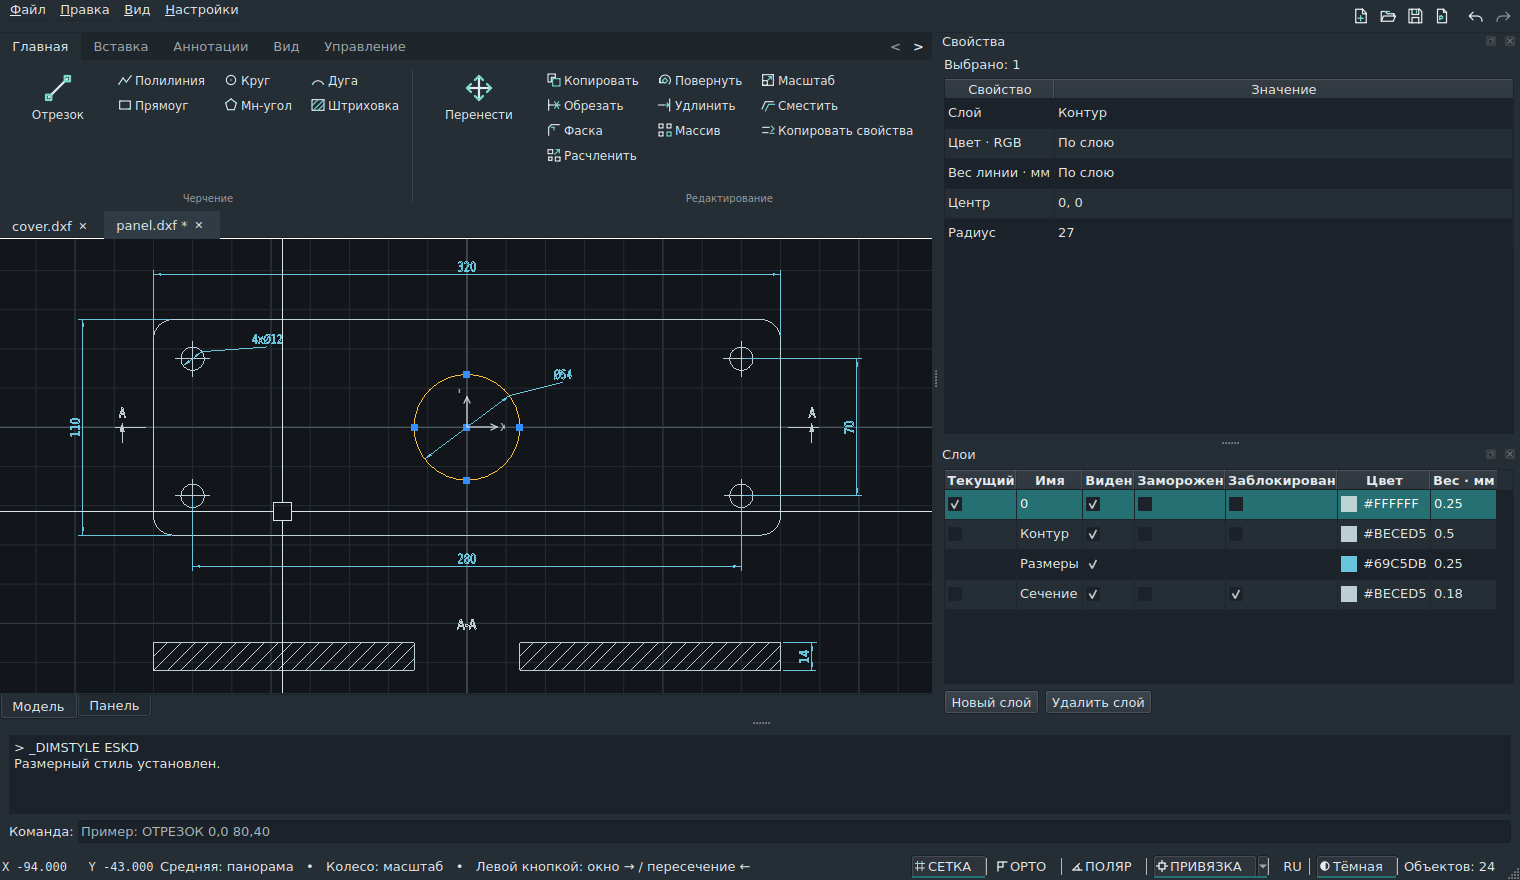 Файл Правка Вид Настройки
Главная Вставка Аннотации Вид Управление < >
Отрезок
Полилиния Круг Дуга
Прямоуг Мн-угол Штриховка
Черчение
Перенести
Копировать Повернуть Масштаб
Обрезать Удлинить Сместить
Фаска Массив Копировать свойства
Расчленить
Редактирование
cover.dxf × panel.dxf * ×
320
4xØ12
Ø54
A A
110
70
X
280
A-A
14
Модель Панель
Свойства
Выбрано: 1
Свойство Значение
Слой Контур
Цвет · RGB По слою
Вес линии · мм По слою
Центр 0, 0
Радиус 27
Слои
Текущий Имя Виден Заморожен Заблокирован Цвет Вес · мм
0 #FFFFFF 0.25
Контур #BECED5 0.5
Размеры #69C5DB 0.25
Сечение #BECED5 0.18
Новый слой Удалить слой
> _DIMSTYLE ESKD
Размерный стиль установлен.
Команда: Пример: ОТРЕЗОК 0,0 80,40
X -94.000 Y -43.000 Средняя: панорама • Колесо: масштаб • Левой кнопкой: окно → / пересечение ← СЕТКА ОРТО ПОЛЯР ПРИВЯЗКА RU Тёмная Объектов: 24